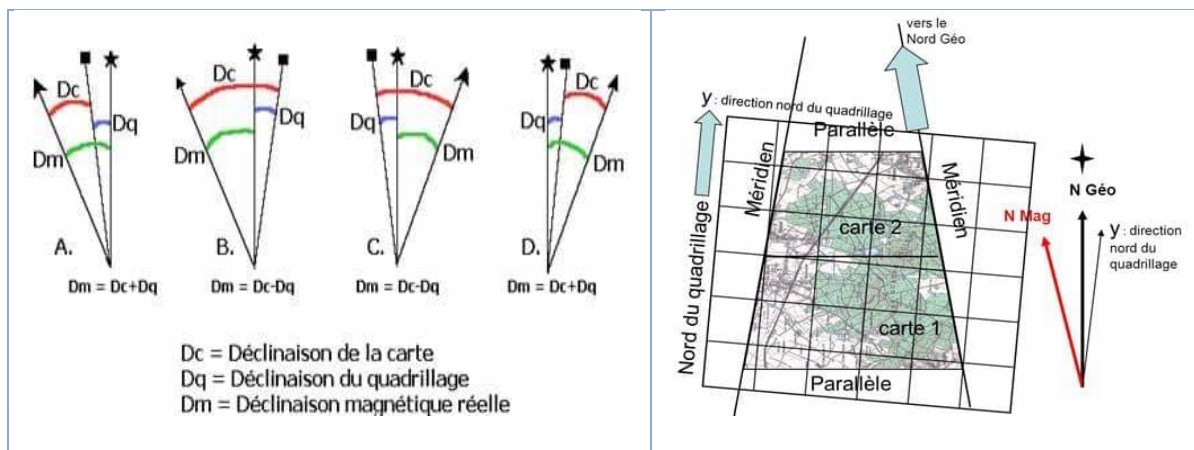 Dc
Dq
Dm
A.
Dm = Dc+Dq
Dc
Dq
Dm
B.
Dm = Dc-Dq
Dc
Dq
Dm
C.
Dm = Dc-Dq
Dc
Dq
Dm
D.
Dm = Dc+Dq
Dc = Déclinaison de la carte
Dq = Déclinaison du quadrillage
Dm = Déclinaison magnétique réelle
vers le
Nord Géo
y : direction nord du quadrillage
Parallèle
Méridien
Méridien
Nord du quadrillage
carte 2
carte 1
Parallèle
N Géo
N Mag
y : direction
nord du
quadrillage